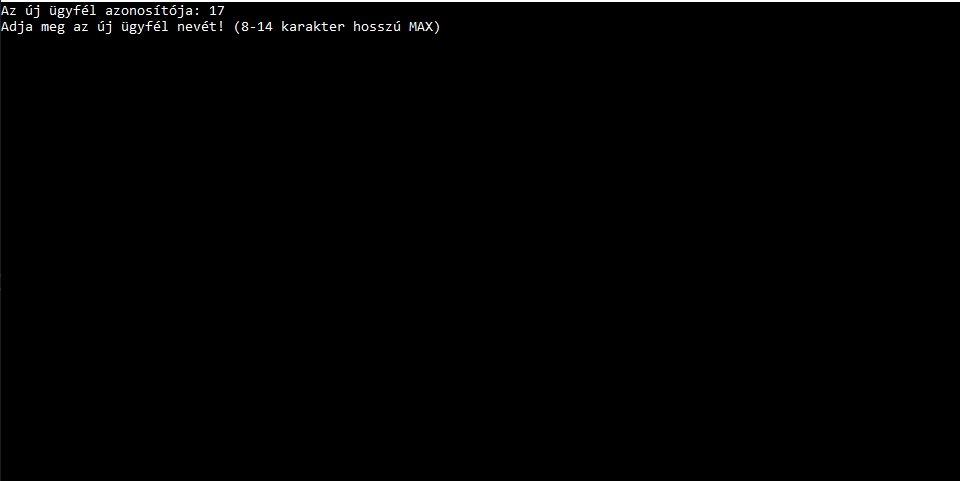 Az új ügyfél azonosítója: 17
Adja meg az új ügyfél nevét! (8-14 karakter hosszú MAX)